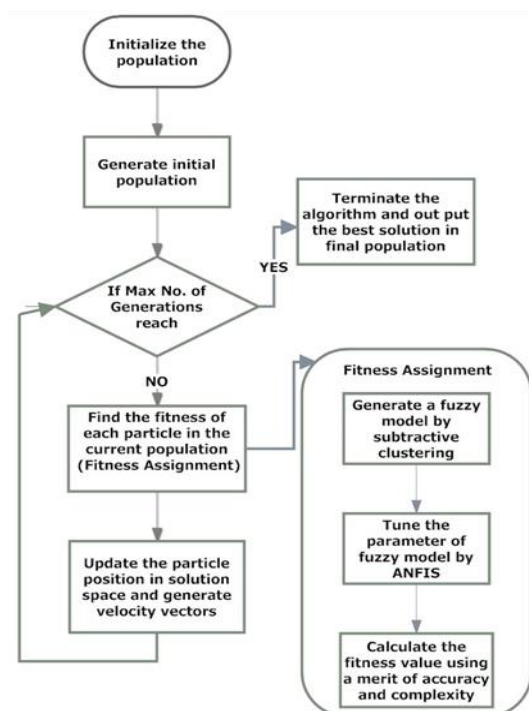 Initialize the
population
Generate initial
population
Terminate the
algorithm and out put
the best solution in
final population
YES
If Max No. of
Generations
reach
NO
Find the fitness of
each particle in the
current population
(Fitness Assignment)
Update the particle
position in solution
space and generate
velocity vectors
Fitness Assignment
Generate a fuzzy
model by
subtractive
clustering
Tune the
parameter of
fuzzy model by
ANFIS
Calculate the
fitness value using
a merit of accuracy
and complexity